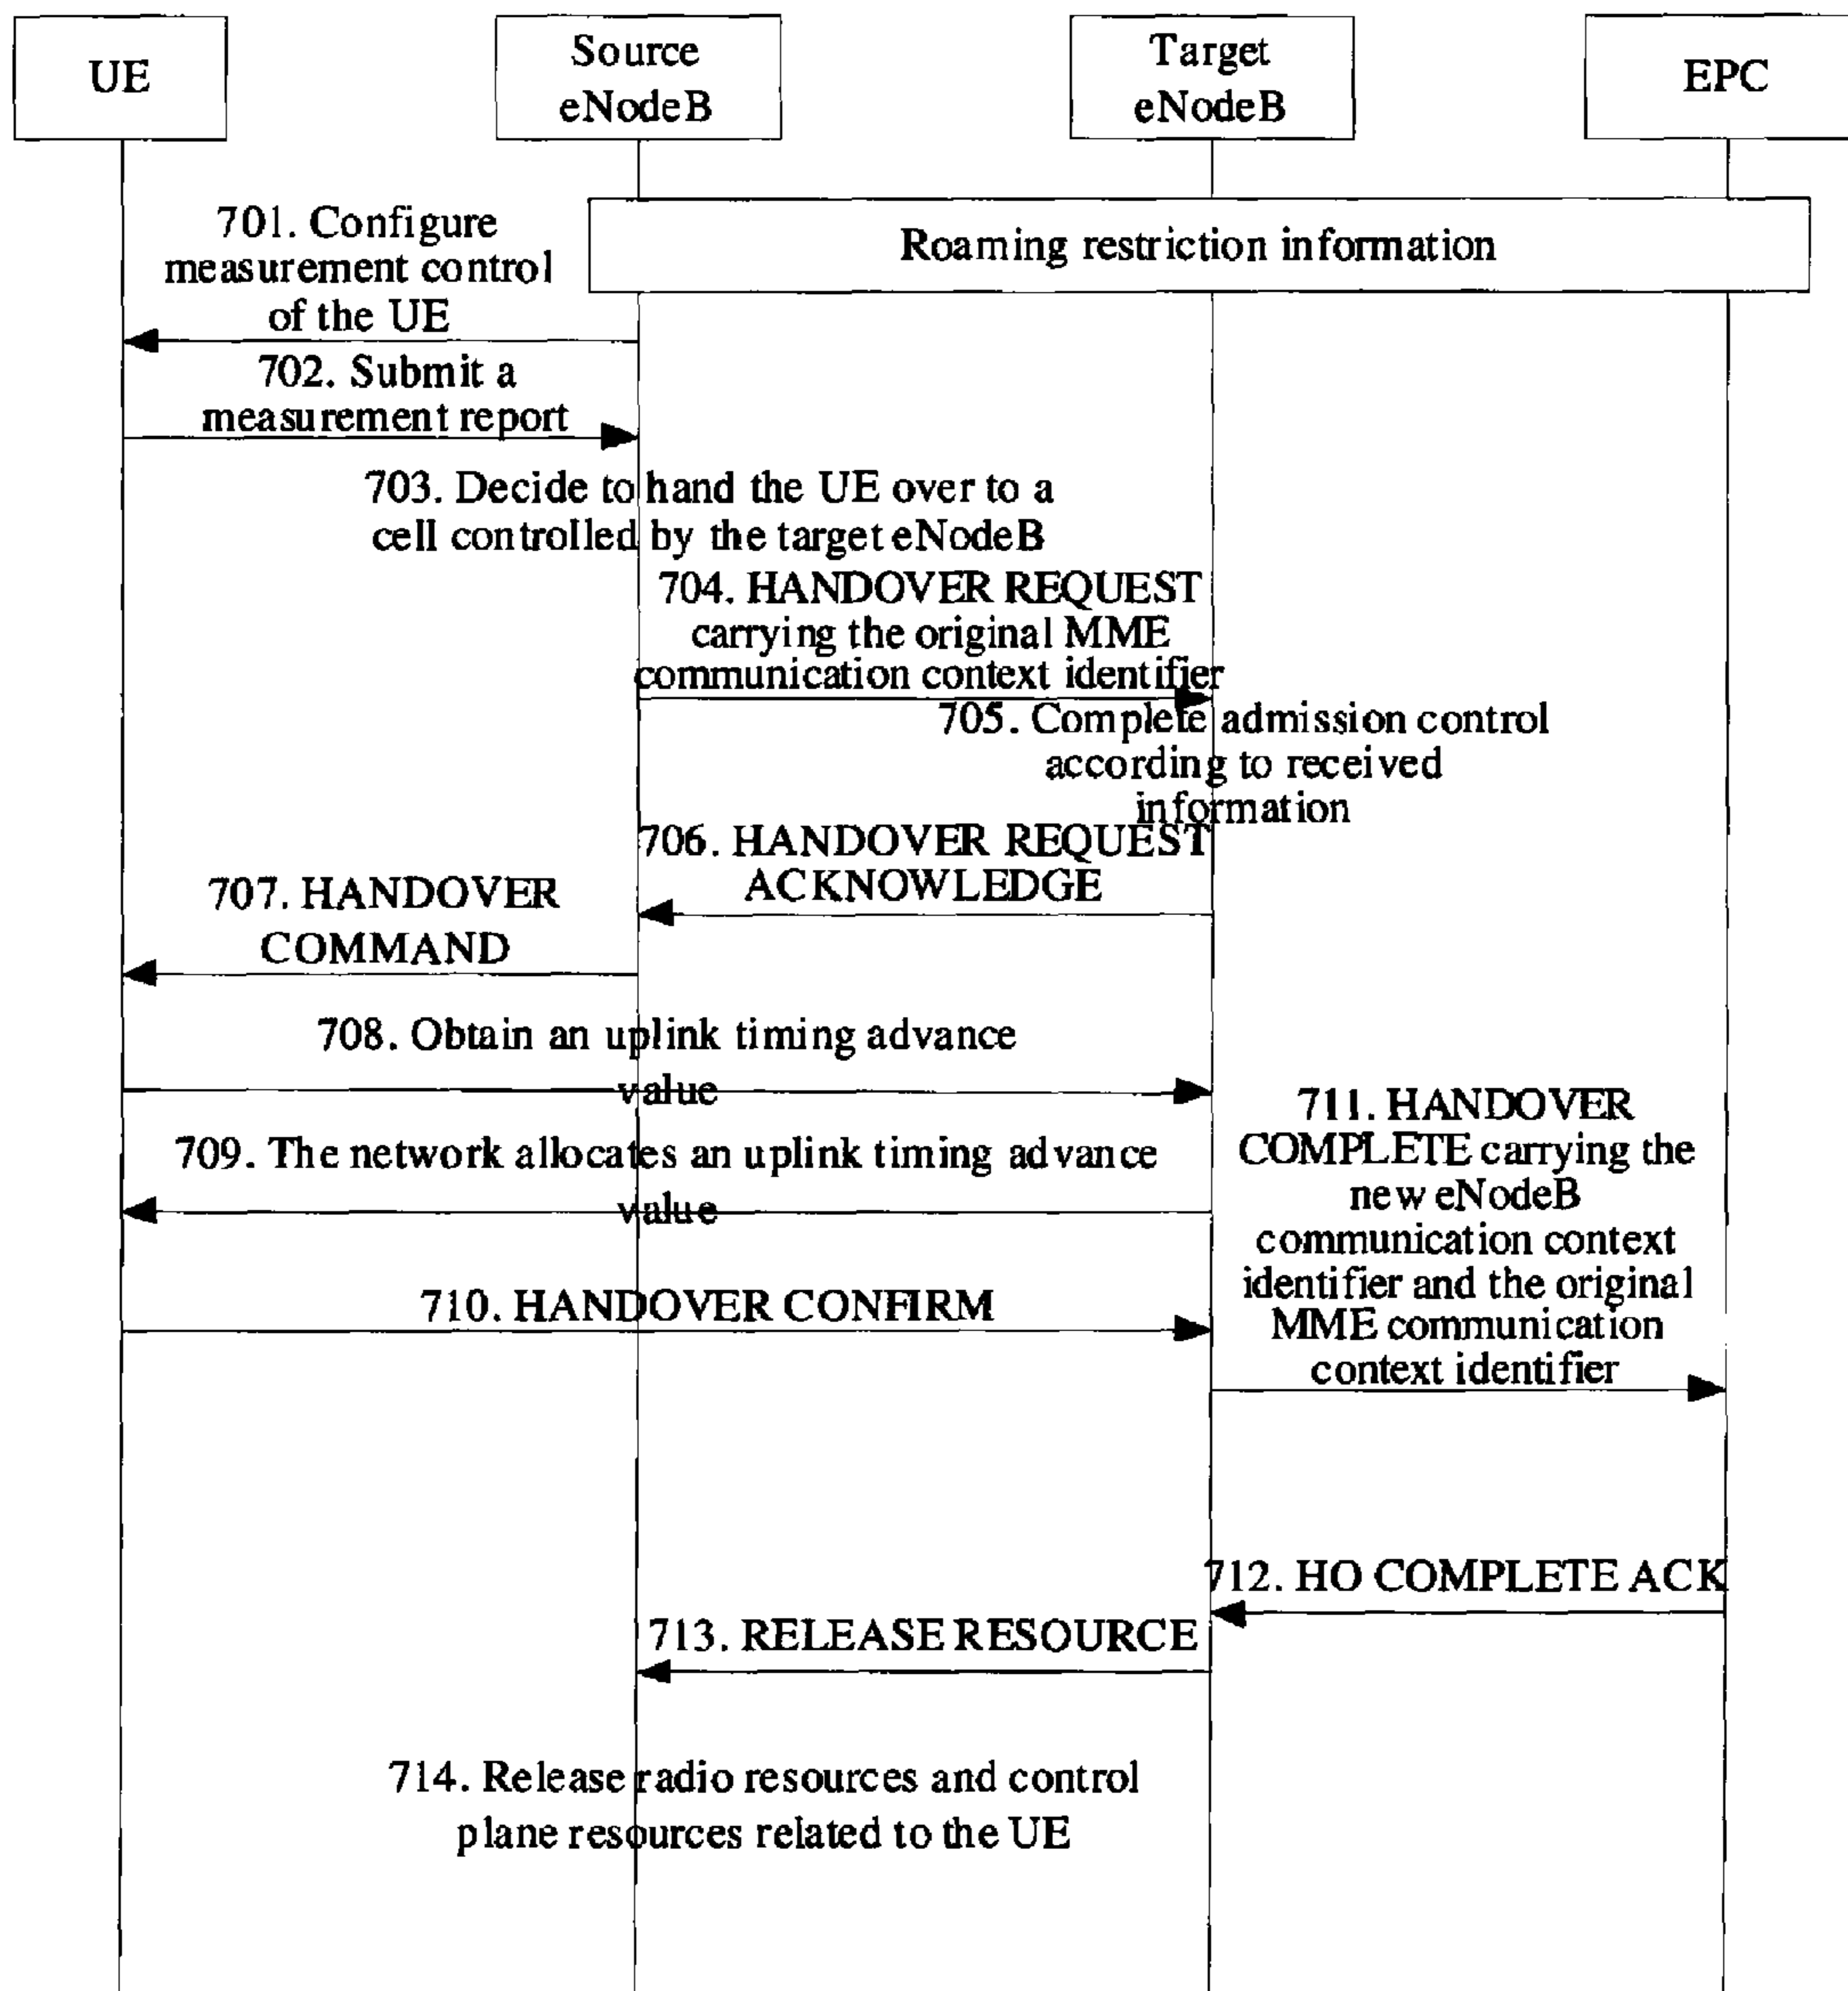 UE
Source
eNodeB
Target
eNodeB
EPC
Roaming restriction information
701. Configure
measurement control
of the UE
702. Submit a
measurement report
703. Decide to hand the UE over to a
cell controlled by the target eNodeB
704. HANDOVER REQUEST
carrying the original MME
communication context identifier
705. Complete admission control
according to received
information
706. HANDOVER REQUEST
ACKNOWLEDGE
707. HANDOVER
COMMAND
708. Obtain an uplink timing advance
value
709. The network allocates an uplink timing advance
value
710. HANDOVER CONFIRM
711. HANDOVER
COMPLETE carrying the
new eNodeB
communication context
identifier and the original
MME communication
context identifier
712. HO COMPLETE ACK
713. RELEASE RESOURCE
714. Release radio resources and control
plane resources related to the UE